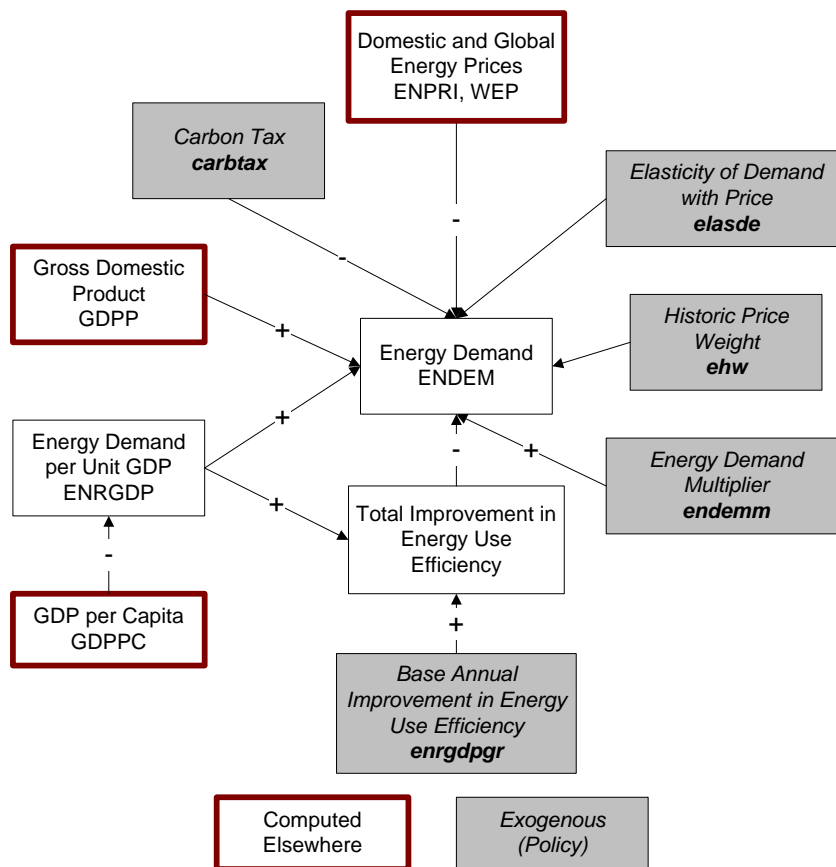 Domestic and Global
Energy Prices
ENPRI, WEP
Carbon Tax
carbtax
Elasticity of Demand
with Price
elasde
-
-
Gross Domestic
Product
GDPP
+
Energy Demand
ENDEM
Historic Price
Weight
ehw
+
Energy Demand
per Unit GDP
ENRGDP
-
+
Energy Demand
Multiplier
endemm
+
Total Improvement in
Energy Use
Efficiency
-
GDP per Capita
GDPPC
+
Base Annual
Improvement in Energy
Use Efficiency
enrgdpgr
Computed
Elsewhere
Exogenous
(Policy)